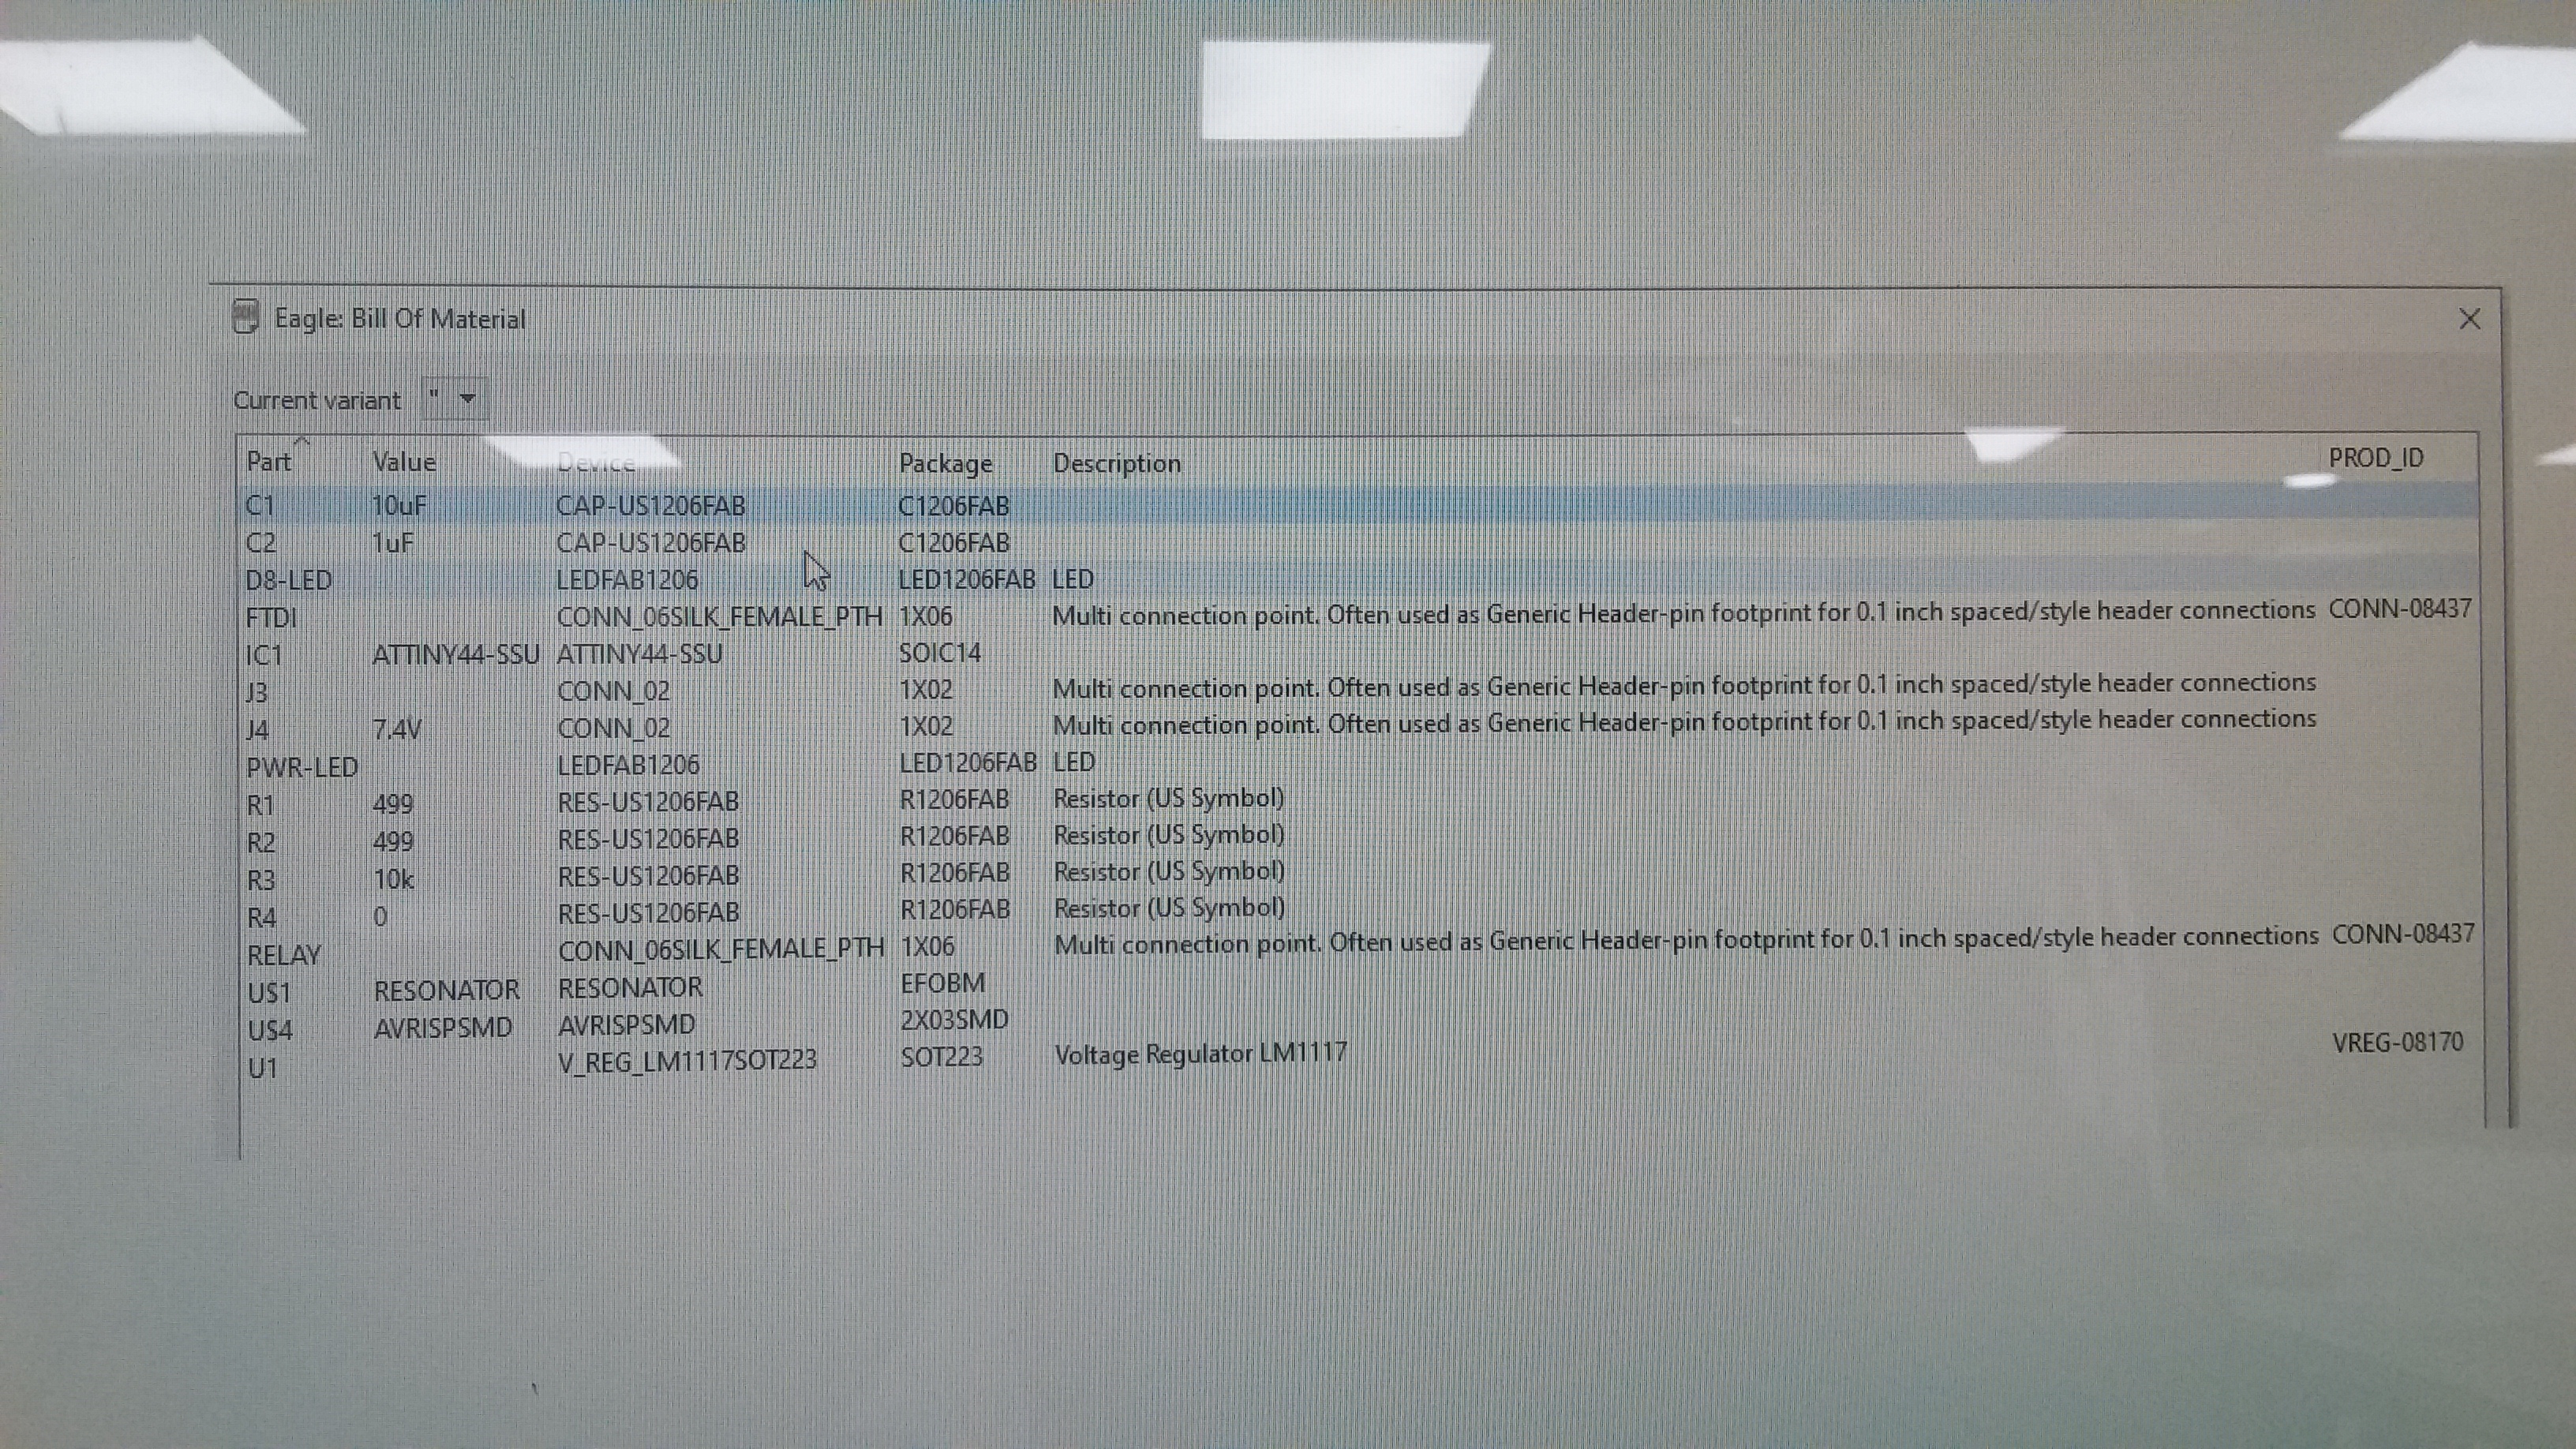 Eagle: Bill Of Material
Current variant "
Part Value Device Package Description PROD_ID
C1 10uF CAP-US1206FAB C1206FAB
C2 1uF CAP-US1206FAB C1206FAB
D8-LED LEDFAB1206 LED1206FAB LED
FTDI CONN_06SILK_FEMALE_PTH 1X06 Multi connection point. Often used as Generic Header-pin footprint for 0.1 inch spaced/style header connections CONN-08437
IC1 ATTINY44-SSU ATTINY44-SSU SOIC14
J3 CONN_02 1X02 Multi connection point. Often used as Generic Header-pin footprint for 0.1 inch spaced/style header connections
J4 7.4V CONN_02 1X02 Multi connection point. Often used as Generic Header-pin footprint for 0.1 inch spaced/style header connections
PWR-LED LEDFAB1206 LED1206FAB LED
R1 499 RES-US1206FAB R1206FAB Resistor (US Symbol)
R2 499 RES-US1206FAB R1206FAB Resistor (US Symbol)
R3 10k RES-US1206FAB R1206FAB Resistor (US Symbol)
R4 0 RES-US1206FAB R1206FAB Resistor (US Symbol)
RELAY CONN_06SILK_FEMALE_PTH 1X06 Multi connection point. Often used as Generic Header-pin footprint for 0.1 inch spaced/style header connections CONN-08437
US1 RESONATOR RESONATOR EFOBM
US4 AVRISPSMD AVRISPSMD 2X03SMD
U1 V_REG_LM1117SOT223 SOT223 Voltage Regulator LM1117 VREG-08170